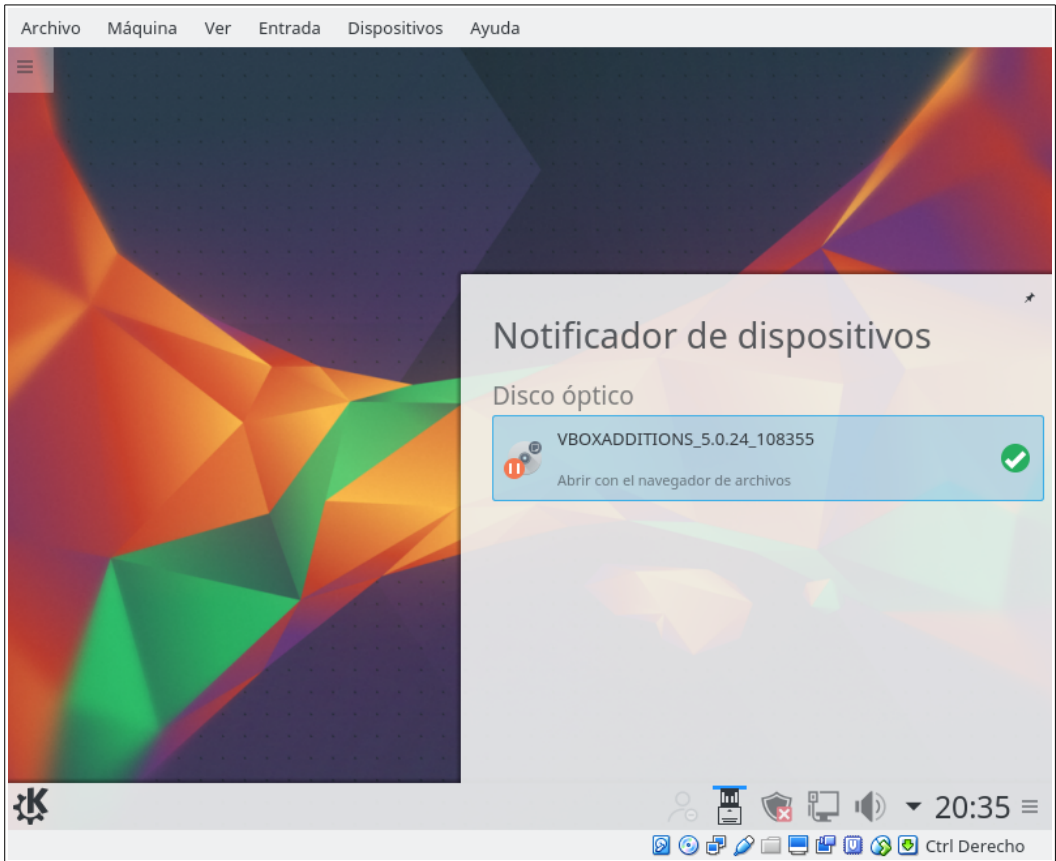 Archivo Máquina Ver Entrada Dispositivos Ayuda
Notificador de dispositivos
Disco óptico
VBOXADDITIONS_5.0.24_108355
Abrir con el navegador de archivos
20:35
Ctrl Derecho